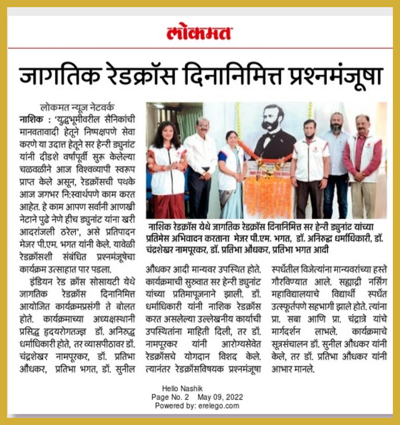 लोकमत
जागतिक रेडक्रॉस दिनानिमित्त प्रश्नमंजूषा
लोकमत न्यूज नेटवर्क
नाशिक : 'युद्धभूमीवरील सैनिकांची
मानवतावादी हेतूने निष्पक्षपणे सेवा
करणे या उदात्त हेतूने सर हेन्री ड्युनांट
यांनी दीडशे वर्षांपूर्वी सुरू केलेल्या
चळवळीने आज विश्वव्यापी स्वरूप
प्राप्त केले असून, रेडक्रॉसची पथके
आज जगभर निःस्वार्थपणे काम करत
आहेत. हे काम आपण सर्वांनी आणखी
नेटाने पुढे नेणे हीच ड्युनांट यांना खरी
आदरांजली ठरेल', असे प्रतिपादन
मेजर पी.एम. भगत यांनी केले. यावेळी
रेडक्रॉसशी संबंधित प्रश्नमंजूषेचा
कार्यक्रम उत्साहात पार पडला.
इंडियन रेड क्रॉस सोसायटी येथे
जागतिक रेडक्रॉस दिनानिमित्त
आयोजित कार्यक्रमप्रसंगी ते बोलत
होते. कार्यक्रमाच्या अध्यक्षस्थानी
प्रसिद्ध हृदयरोगतज्ज्ञ डॉ अनिरुद्ध
धर्माधिकारी होते, तर व्यासपीठावर डॉ.
चंद्रशेखर नामपूरकर, डॉ. प्रतिभा
औधकर, प्रतिभा भगत, डॉ. सुनील
नाशिक रेडक्रॉस येथे जागतिक रेडक्रॉस दिनानिमित्त सर हेन्री ड्युनांट यांच्या
प्रतिमेस अभिवादन करताना मेजर पी.एम. भगत, डॉ. अनिरुद्ध धर्माधिकारी, डॉ.
चंद्रशेखर नामपूरकर, डॉ. प्रतिभा औधकर, प्रतिभा भगत आदी
औधकर आदी मान्यवर उपस्थित होते.
कार्यक्रमाची सुरुवात सर हेन्री ड्युनांट
यांच्या प्रतिमापूजनाने झाली. डॉ.
धर्माधिकारी यांनी नाशिक रेडक्रॉस
करत असलेल्या उल्लेखनीय कार्याची
उपस्थितांना माहिती दिली, तर डॉ.
नामपूरकर यांनी आरोग्यसेवेत
रेडक्रॉसचे योगदान विशद केले.
त्यानंतर रेडक्रॉसविषयक प्रश्नमंजूषा
स्पर्धेतील विजेत्यांना मान्यवरांच्या हस्ते
गौरविण्यात आले. सह्याद्री नर्सिंग
महाविद्यालयाचे विद्यार्थी स्पर्धेत
उत्स्फूर्तपणे सहभागी झाले होते. त्यांना
प्रा. सबा आणि प्रा. चंद्रात्रे यांचे
मार्गदर्शन लाभले. कार्यक्रमाचे
सूत्रसंचालन डॉ. सुनील औधकर यांनी
केले, तर डॉ. प्रतिभा औधकर यांनी
आभार मानले.
Hello Nashik
Page No. 2 May 09, 2022
Powered by: erelego.com